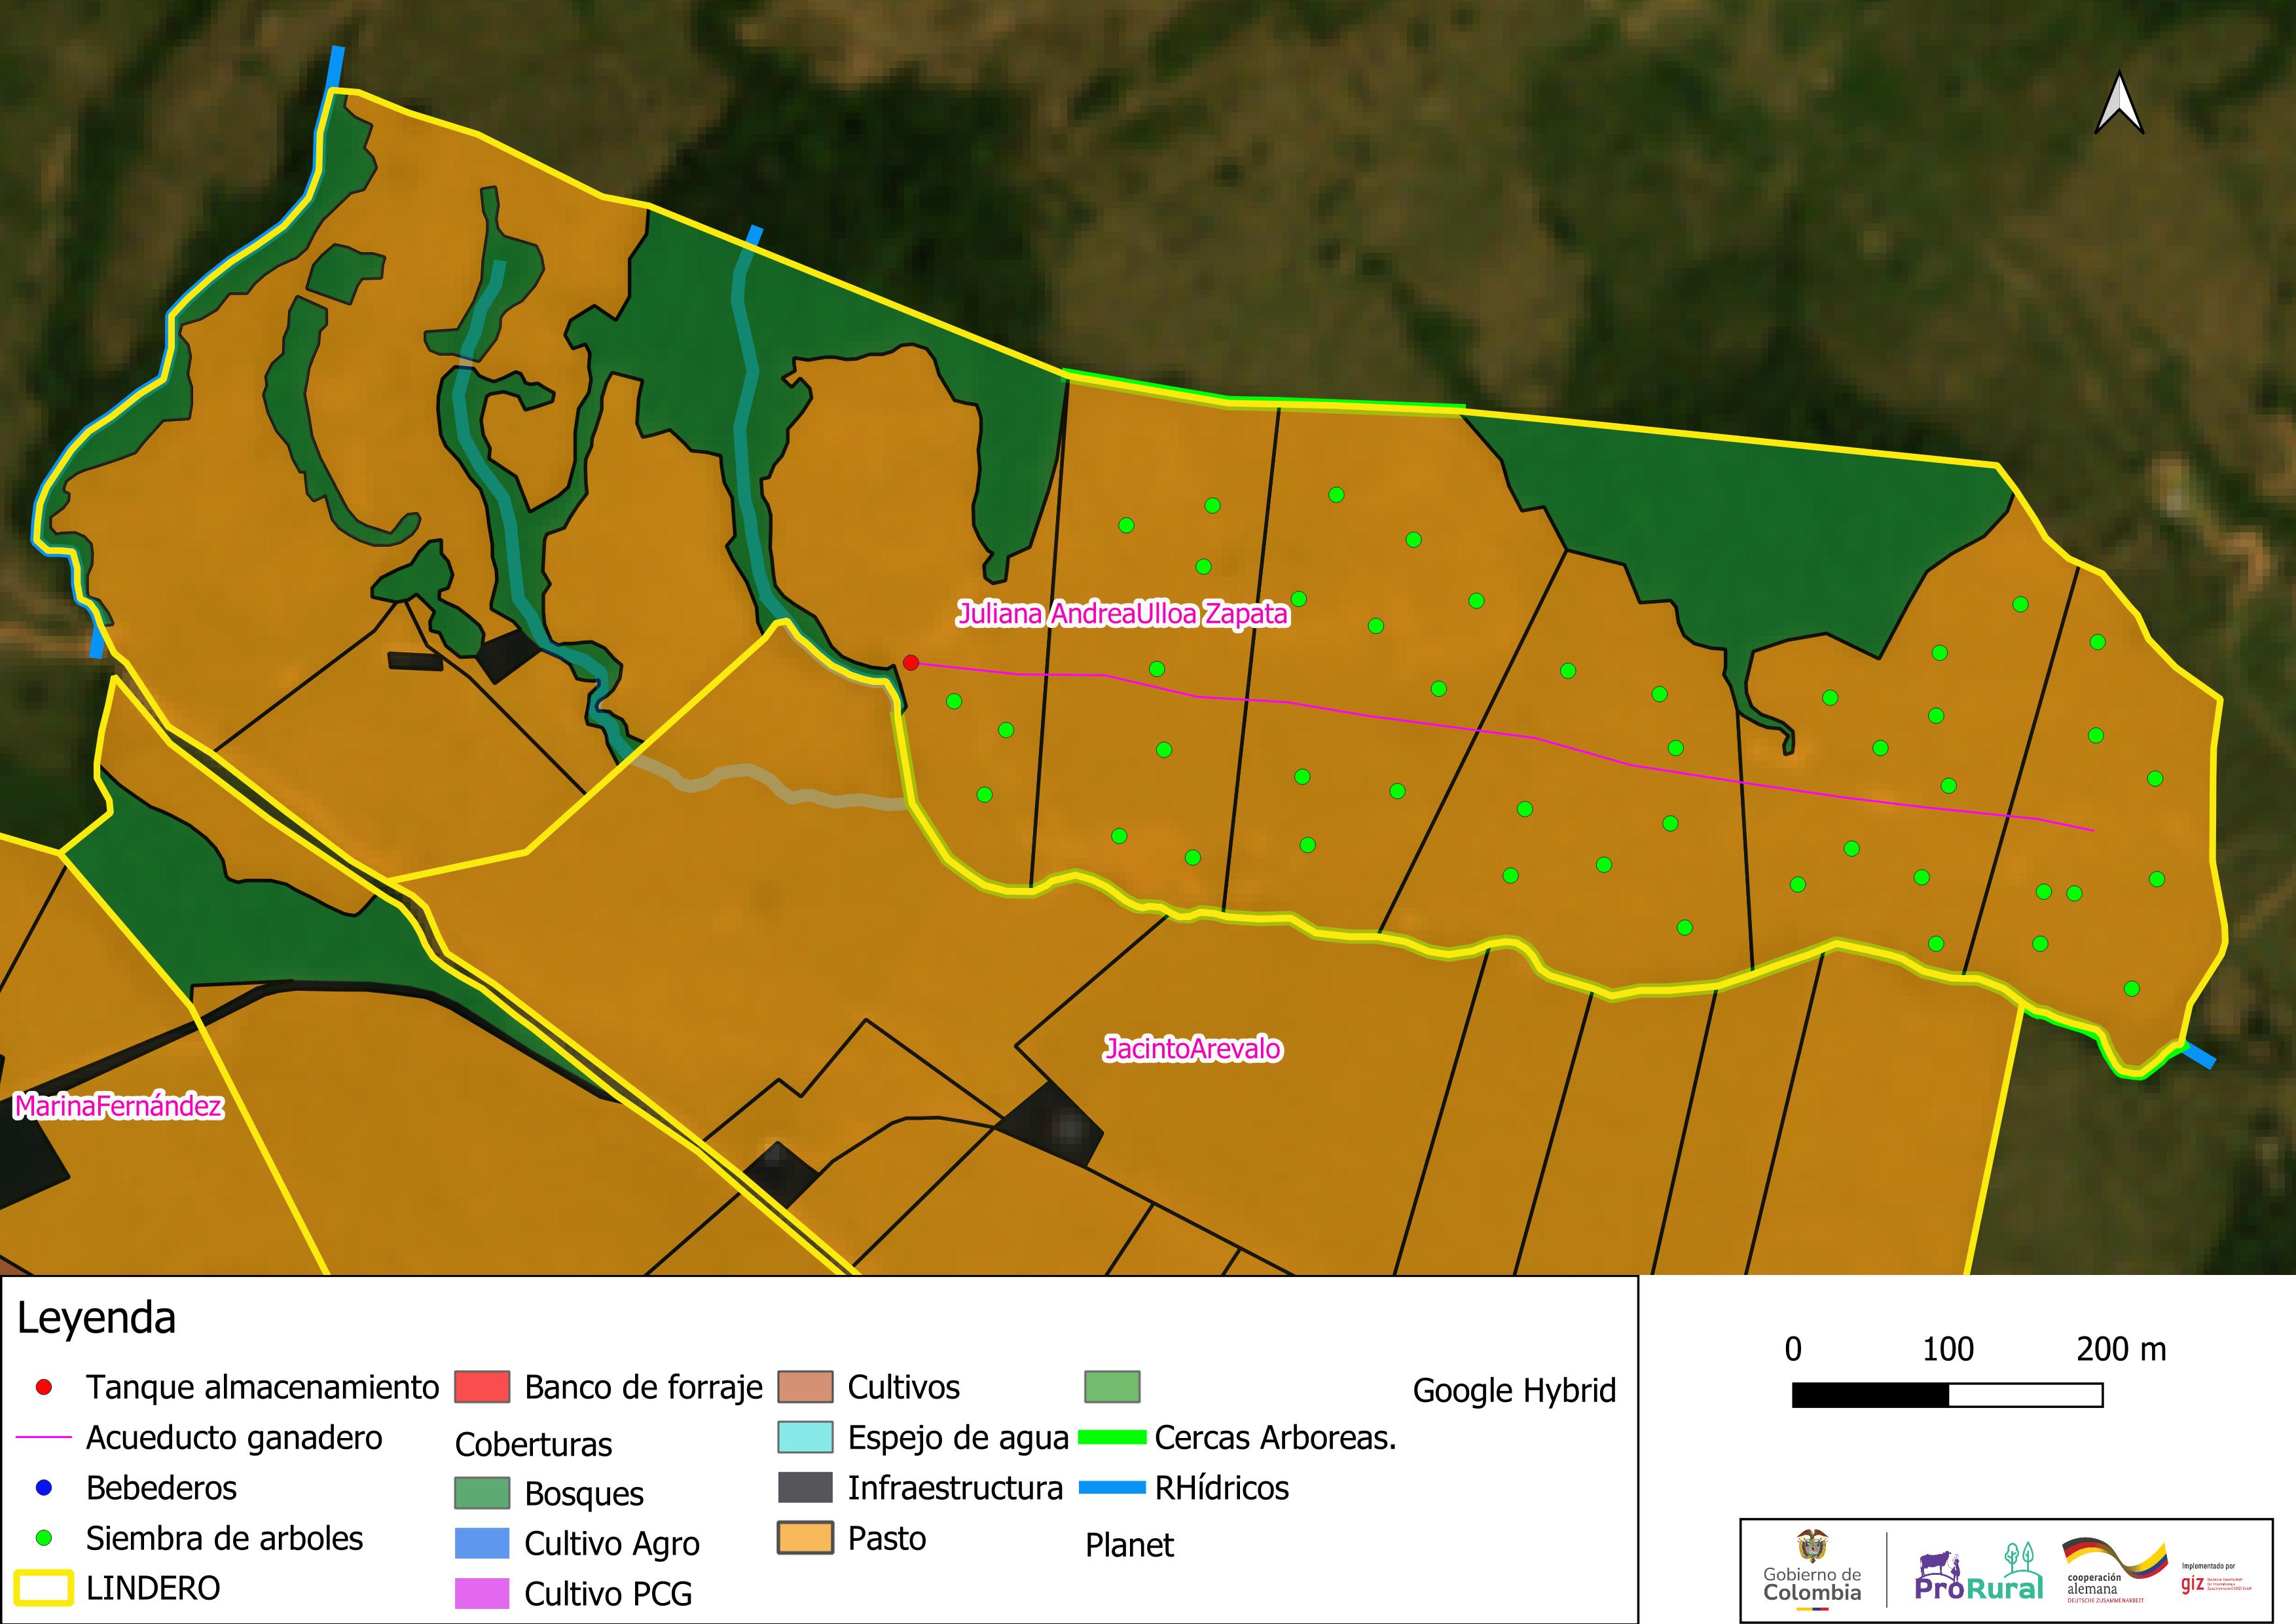 Juliana AndreaUlloa Zapata
JacintoArevalo
MarinaFernández
Leyenda
Tanque almacenamiento
Acueducto ganadero
Bebederos
Siembra de arboles
LINDERO
Banco de forraje
Coberturas
Bosques
Cultivo Agro
Cultivo PCG
Cultivos
Espejo de agua
Infraestructura
Pasto
Cercas Arboreas.
RHídricos
Planet
Google Hybrid
0 100 200 m
Gobierno de
Colombia
ProRural
cooperación
alemana
DEUTSCHE ZUSAMMENARBEIT
Implementado por
giz